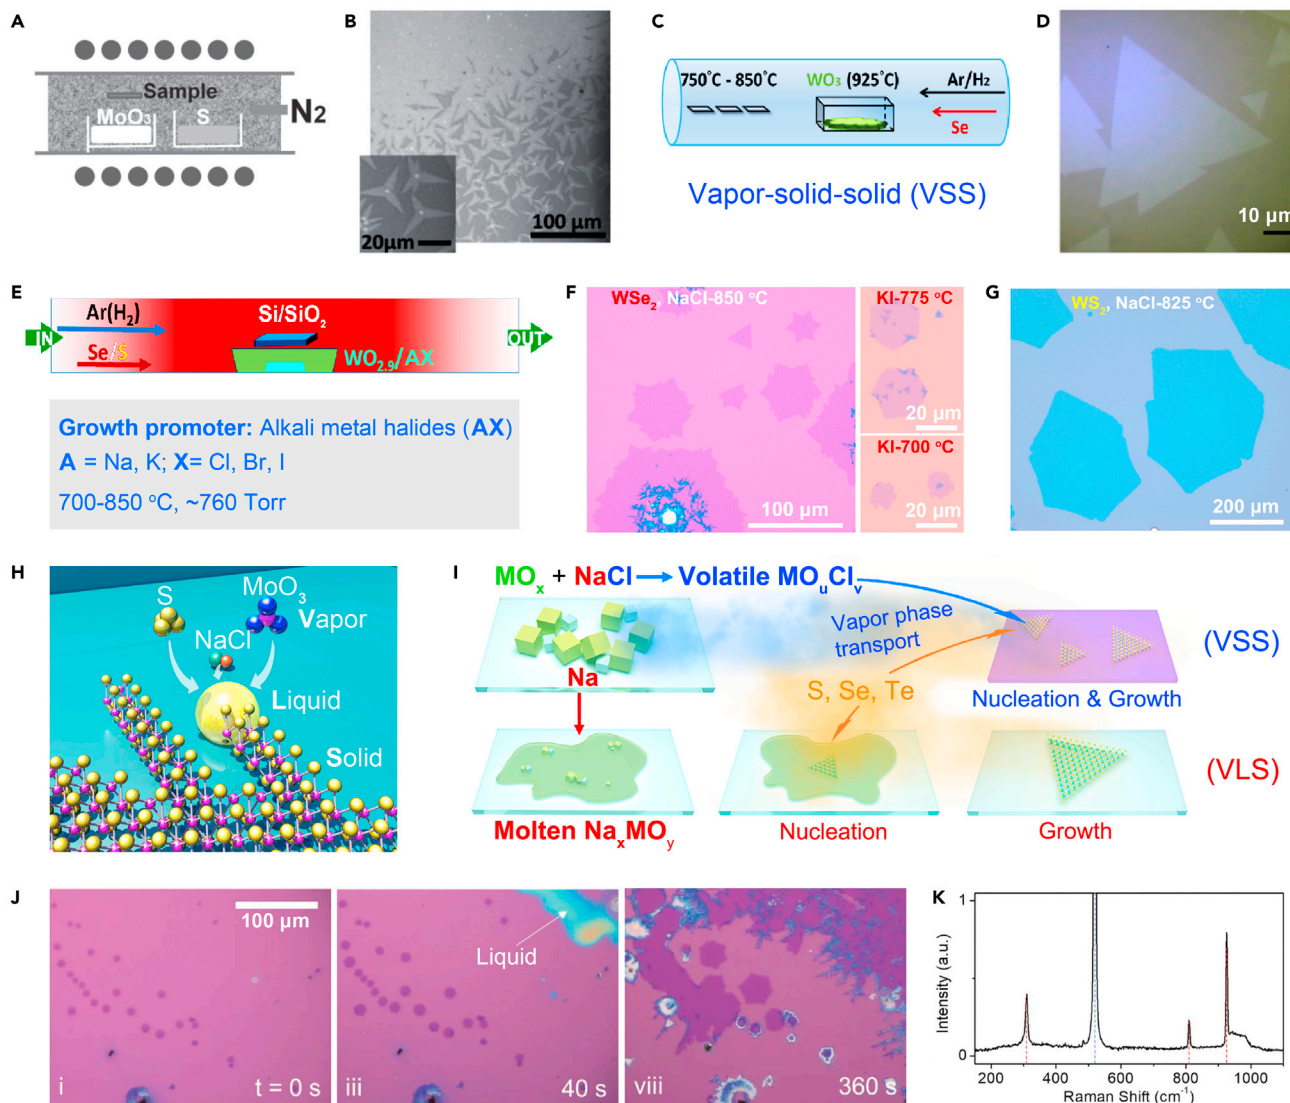 A
Sample
MoO₃
S
N₂
B
20μm
100 μm
C
750°C - 850°C
WO₃ (925°C)
Ar/H₂
Se
Vapor-solid-solid (VSS)
D
10 μm
E
IN
Ar(H₂)
Se/S
Si/SiO₂
WO₂.₉/AX
OUT
Growth promoter: Alkali metal halides (AX)
A = Na, K; X= Cl, Br, I
700-850 °C, ~760 Torr
F
WSe₂, NaCl-850 °C
100 μm
KI-775 °C
20 μm
KI-700 °C
20 μm
G
WS₂, NaCl-825 °C
200 μm
H
S
MoO₃
Vapor
NaCl
Liquid
Solid
I
MOₓ + NaCl → Volatile MOᵤClᵥ
Vapor phase
transport
(VSS)
Na
S, Se, Te
Nucleation & Growth
(VLS)
Molten NaₓMOᵧ
Nucleation
Growth
J
100 μm
i
t = 0 s
Liquid
iii
40 s
viii
360 s
K
1
Intensity (a.u.)
0
200 400 600 800 1000
Raman Shift (cm⁻¹)